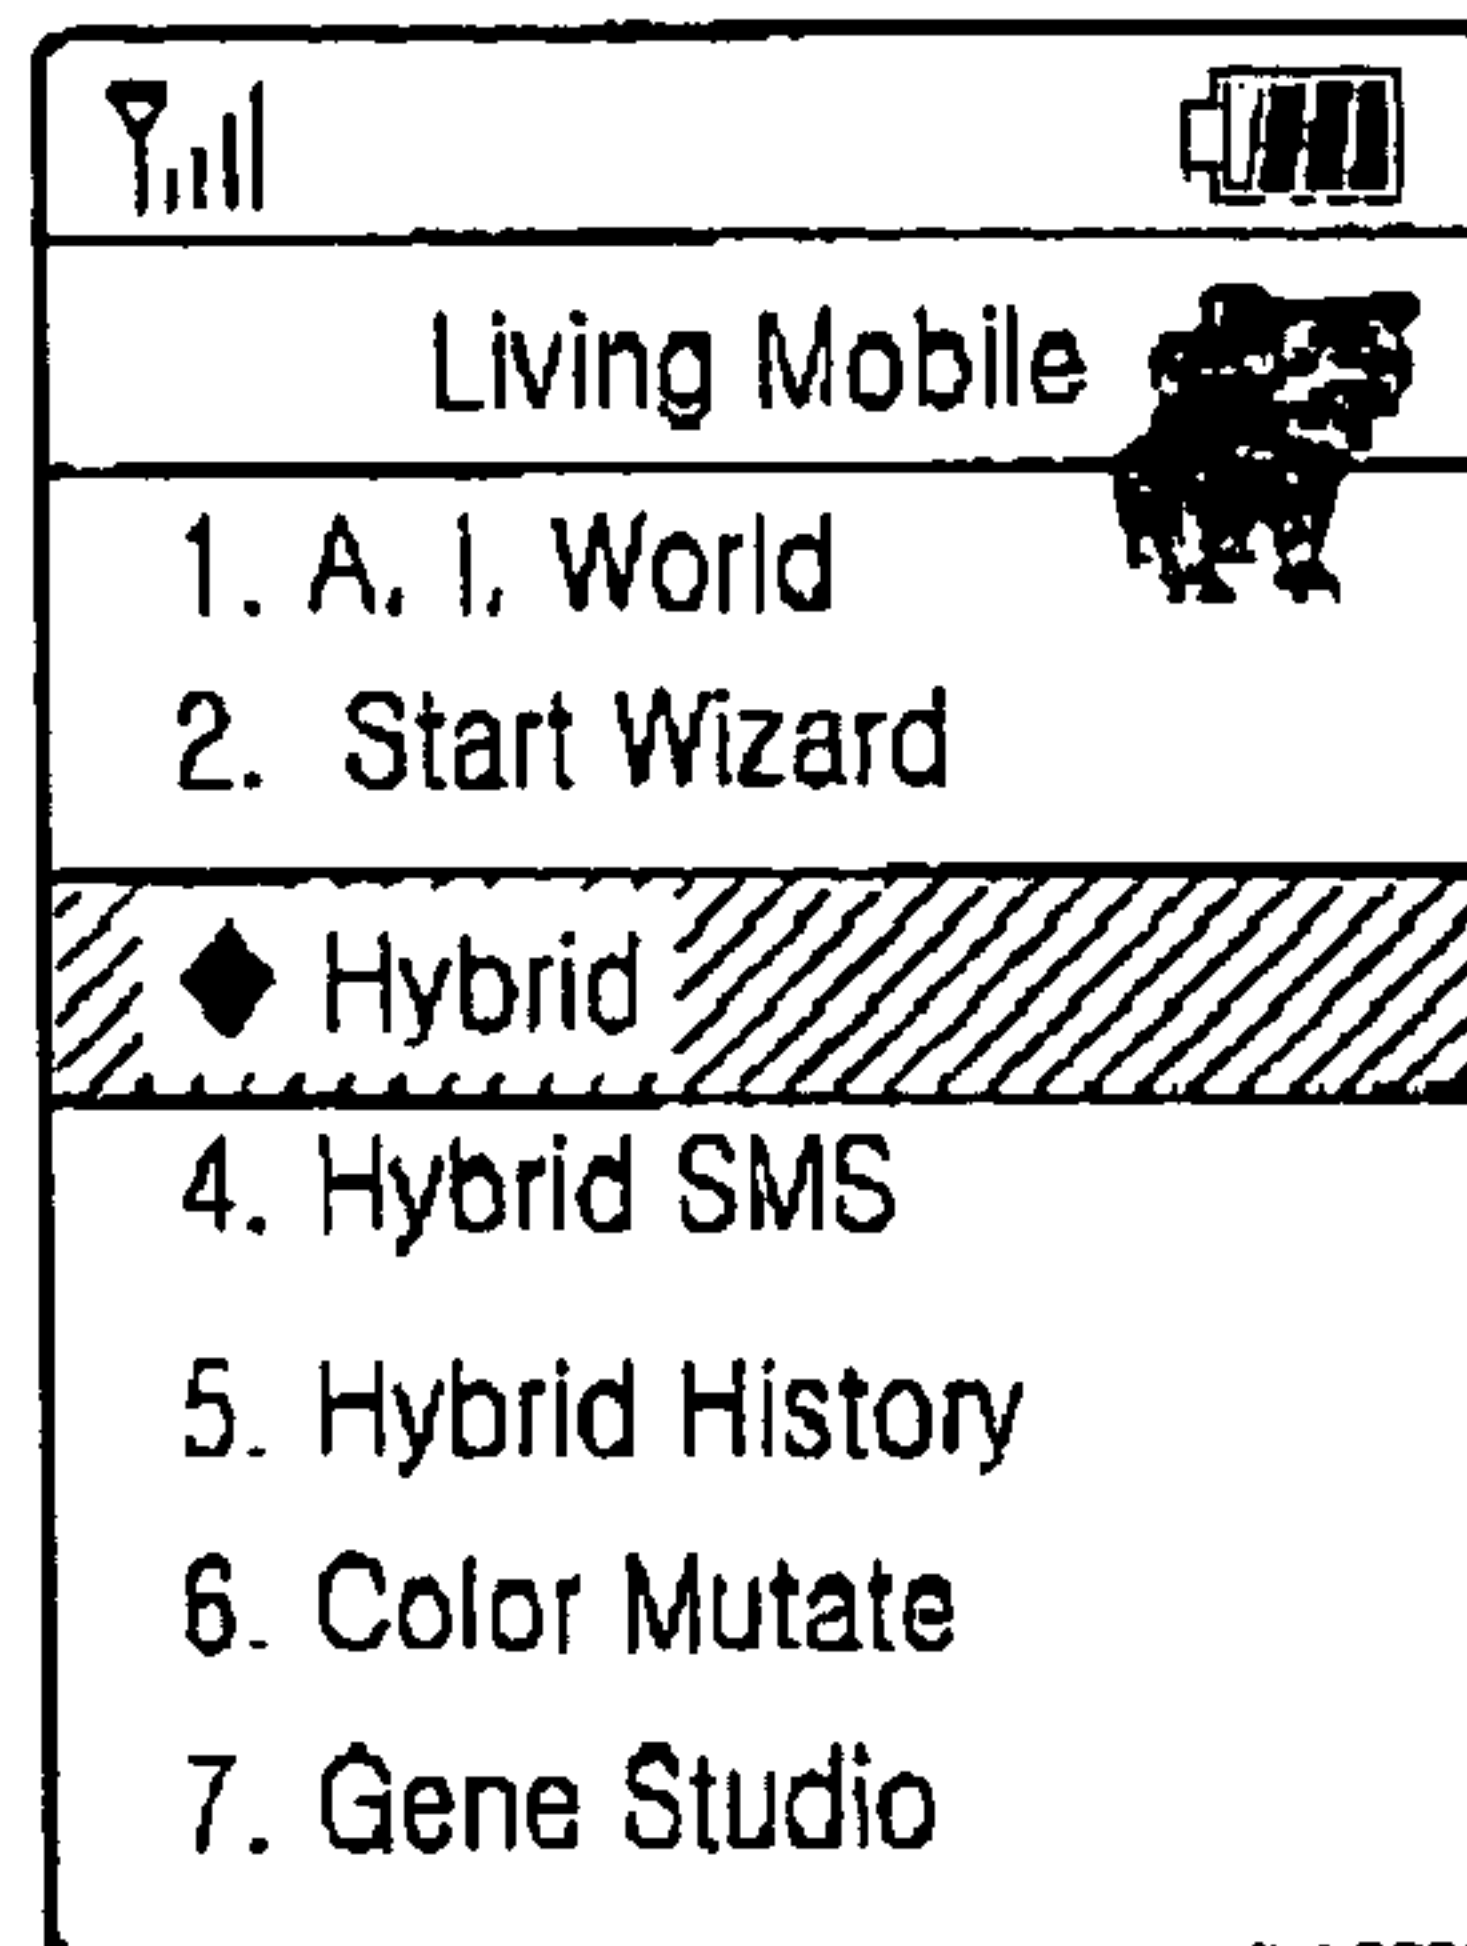 Living Mobile
1. A. I. World
2. Start Wizard
◆ Hybrid
4. Hybrid SMS
5. Hybrid History
6. Color Mutate
7. Gene Studio